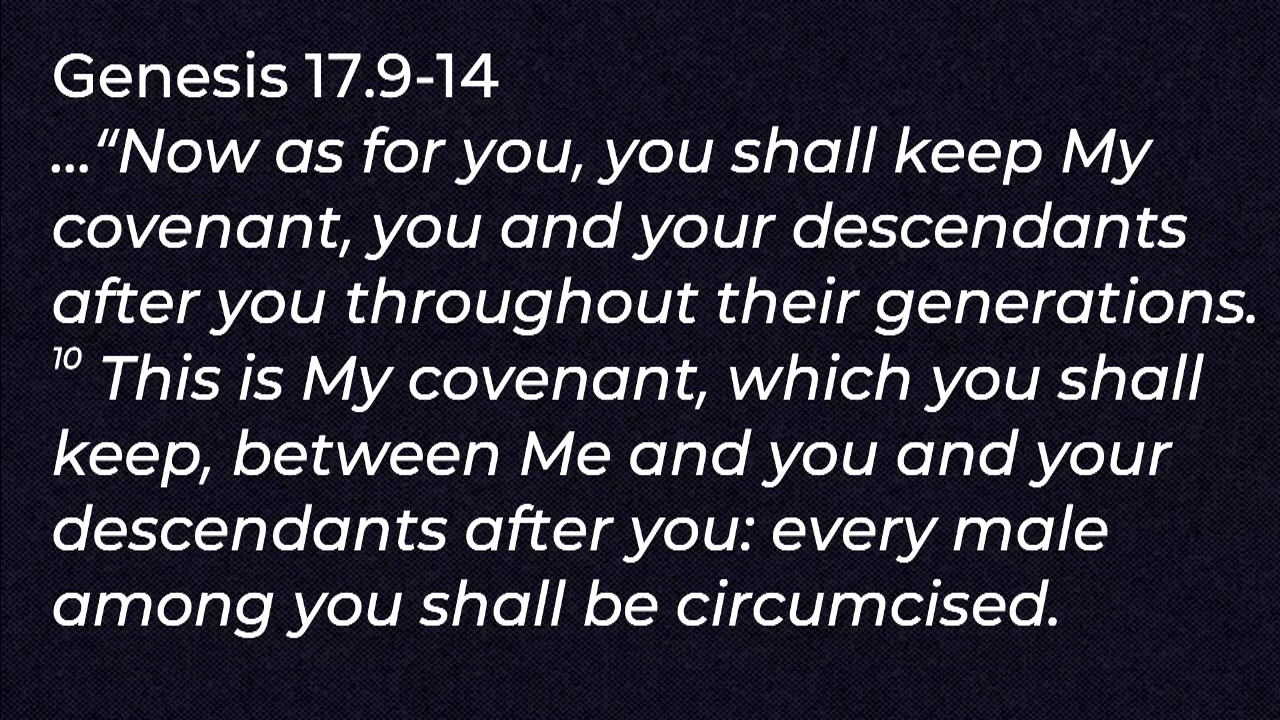 Genesis 17.9-14
...“Now as for you, you shall keep My
covenant, you and your descendants
after you throughout their generations.
10 This is My covenant, which you shall
keep, between Me and you and your
descendants after you: every male
among you shall be circumcised.